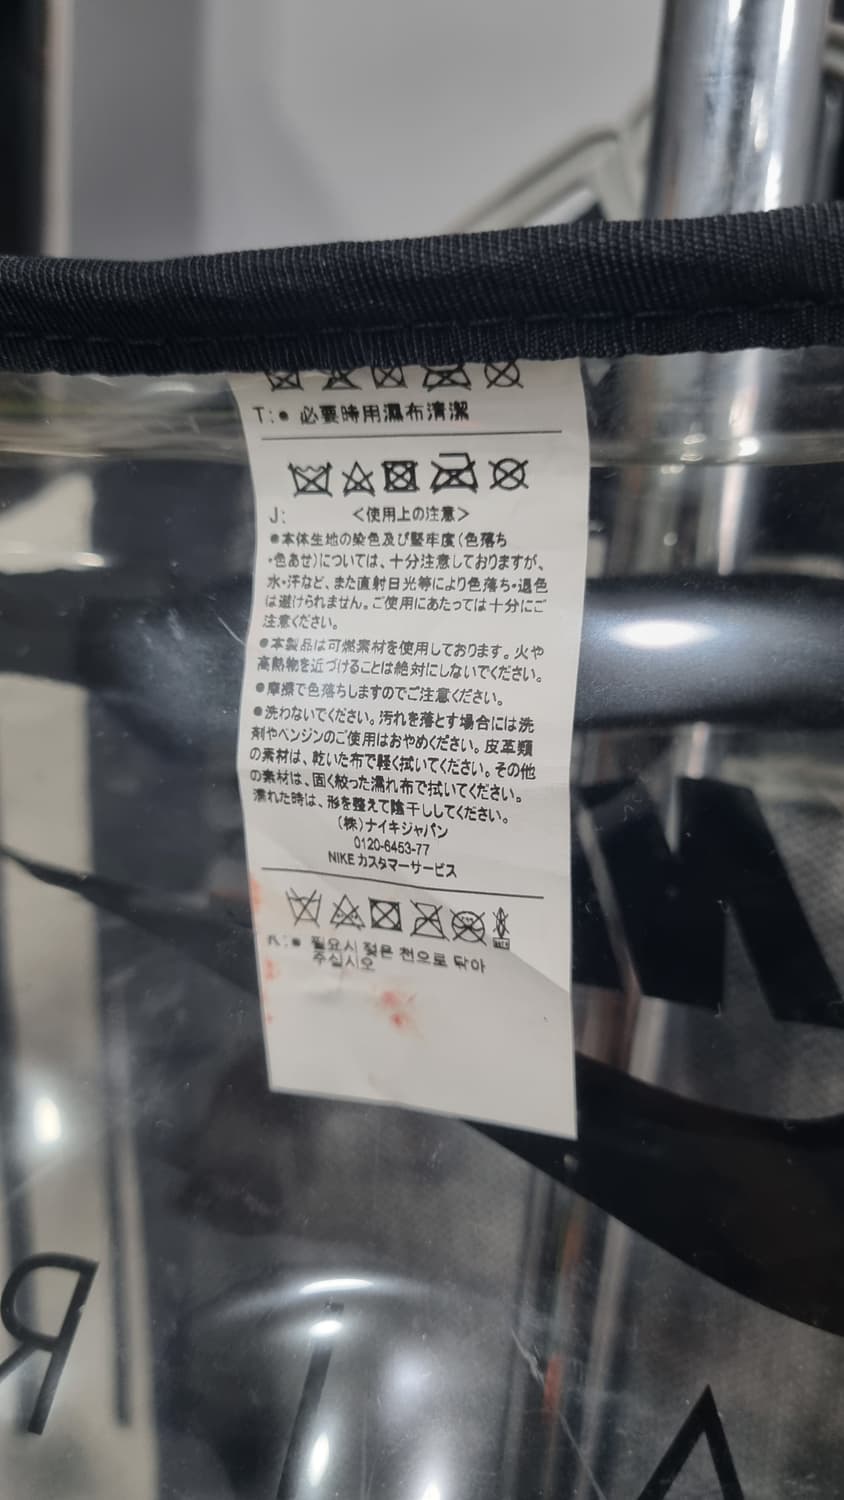 T:● 必要時用濕布清潔
J: <使用上の注意>
●本体生地の染色及び堅牢度(色落ち
・色あせ)については、十分注意しておりますが、
水・汗など、また直射日光等により色落ち・退色
は避けられません。ご使用にあたっては十分にご
注意ください。
●本製品は可燃素材を使用しております。火や
高熱物を近づけることは絶対にしないでください。
●摩擦で色落ちしますのでご注意ください。
●洗わないでください。汚れを落とす場合には洗
剤やベンジンのご使用はおやめください。皮革類
の素材は、乾いた布で軽く拭いてください。その他
の素材は、固く絞った濡れ布で拭いてください。
濡れた時は、形を整えて陰干ししてください。
(株)ナイキジャパン
0120-6453-77
NIKE カスタマーサービス
K:● 필요시 젖은 천으로 닦아
주십시오
R
A